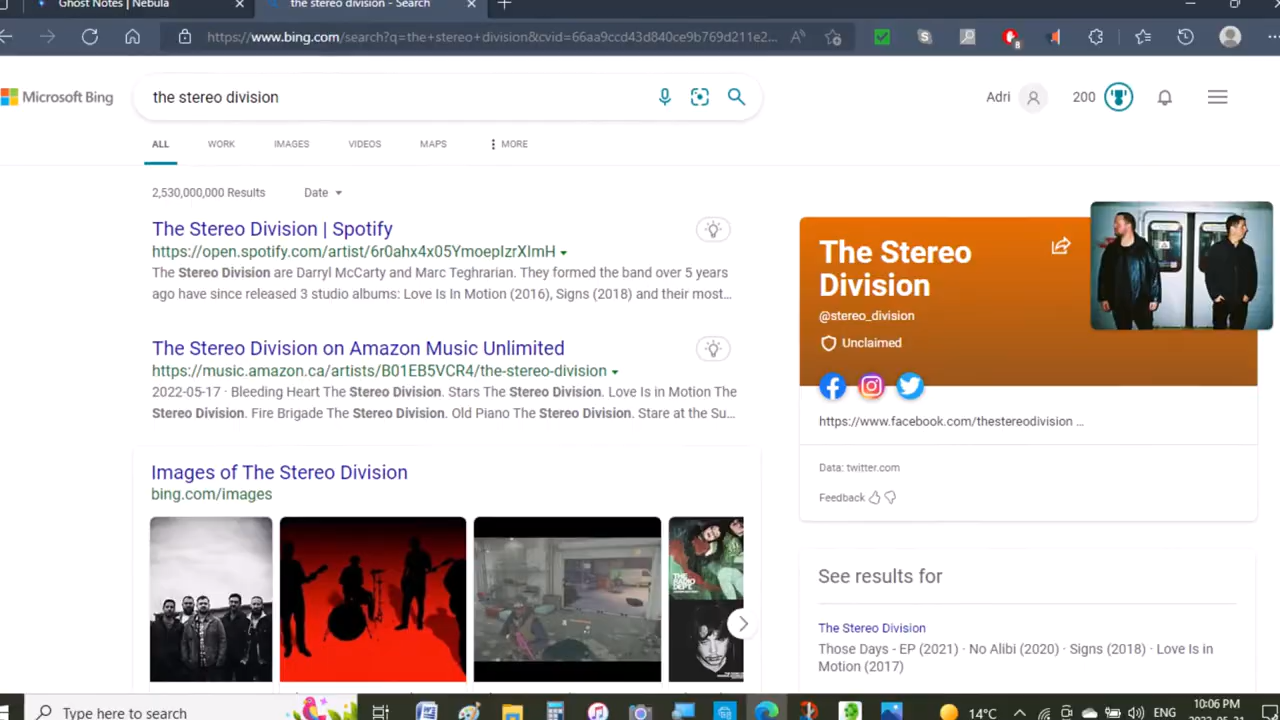 Ghost Notes | Nebula
the stereo division - Search
https://www.bing.com/search?q=the+stereo+division&cvid=66aa9ccd43d840ce9b769d211e2...
8
Microsoft Bing
the stereo division
Adri
200
ALL
WORK
IMAGES
VIDEOS
MAPS
MORE
2,530,000,000 Results
Date
The Stereo Division | Spotify
https://open.spotify.com/artist/6r0ahx4x05YmoepIzrXImH
The Stereo Division are Darryl McCarty and Marc Teghrarian. They formed the band over 5 years
ago have since released 3 studio albums: Love Is In Motion (2016), Signs (2018) and their most…
The Stereo Division on Amazon Music Unlimited
https://music.amazon.ca/artists/B01EB5VCR4/the-stereo-division
2022-05-17 · Bleeding Heart The Stereo Division. Stars The Stereo Division. Love Is in Motion The
Stereo Division. Fire Brigade The Stereo Division. Old Piano The Stereo Division. Stare at the Su…
Images of The Stereo Division
bing.com/images
THE
RADIO
DEPT.
The Stereo
Division
@stereo_division
Unclaimed
https://www.facebook.com/thestereodivision ...
Data: twitter.com
Feedback
See results for
The Stereo Division
Those Days - EP (2021) · No Alibi (2020) · Signs (2018) · Love Is in
Motion (2017)
Type here to search
14°C
ENG
10:06 PM